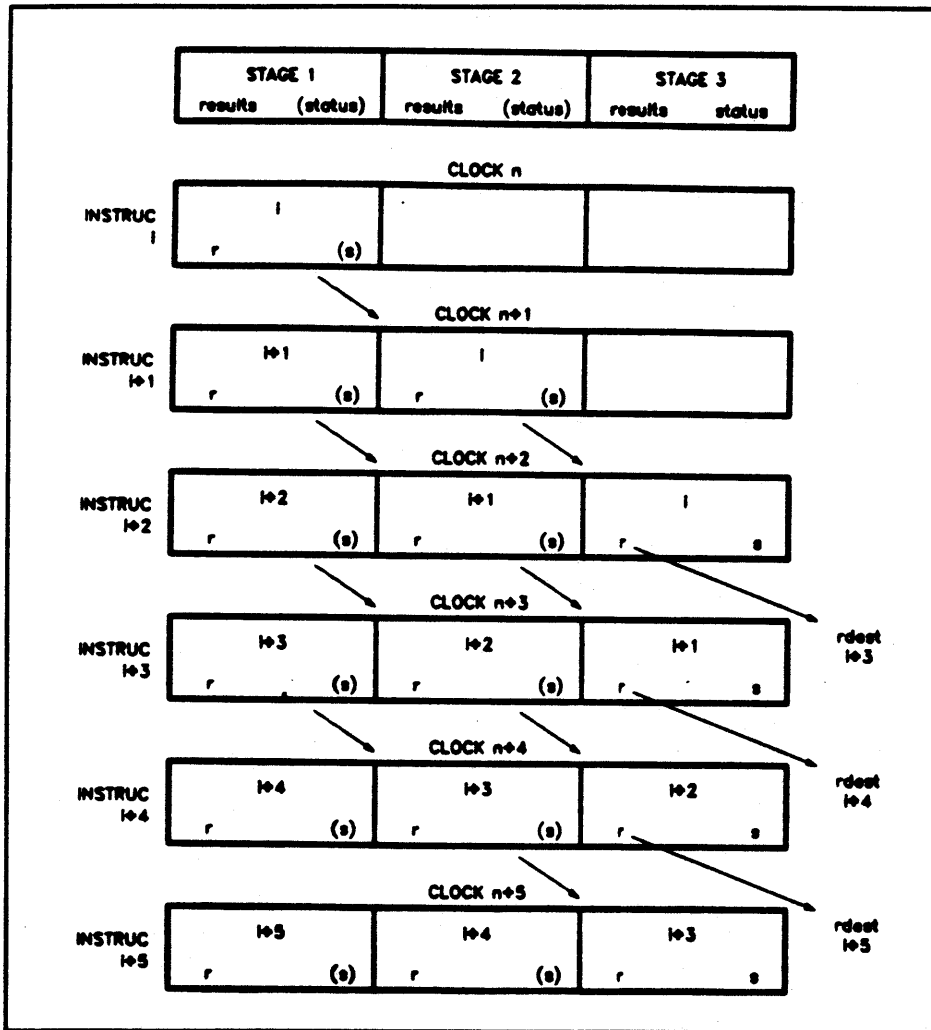 STAGE 1 STAGE 2 STAGE 3
results (status) results (status) results status
CLOCK n
INSTRUC i
i
r (s)
CLOCK n+1
INSTRUC i+1
i+1 i
r (s) r (s)
CLOCK n+2
INSTRUC i+2
i+2 i+1 i
r (s) r (s) r s
CLOCK n+3
rdest i+3
INSTRUC i+3
i+3 i+2 i+1
r (s) r (s) r s
CLOCK n+4
rdest i+4
INSTRUC i+4
i+4 i+3 i+2
r (s) r (s) r s
CLOCK n+5
rdest i+5
INSTRUC i+5
i+5 i+4 i+3
r (s) r (s) r s